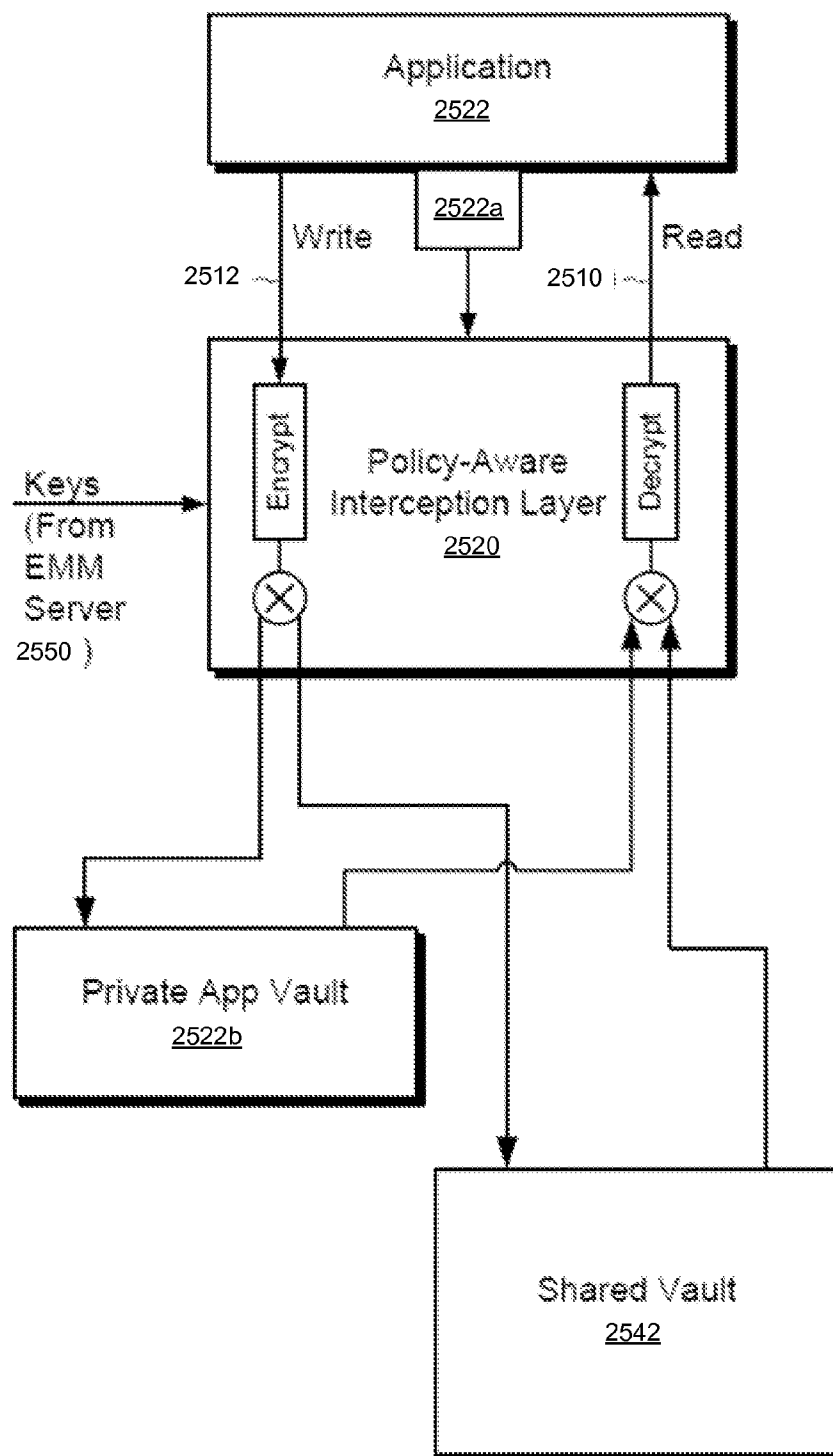 Application
2522
2522a
Write
Read
2512
2510
Encrypt
Decrypt
Policy-Aware
Interception Layer
2520
Keys
(From
EMM
Server
2550 )
Private App Vault
2522b
Shared Vault
2542